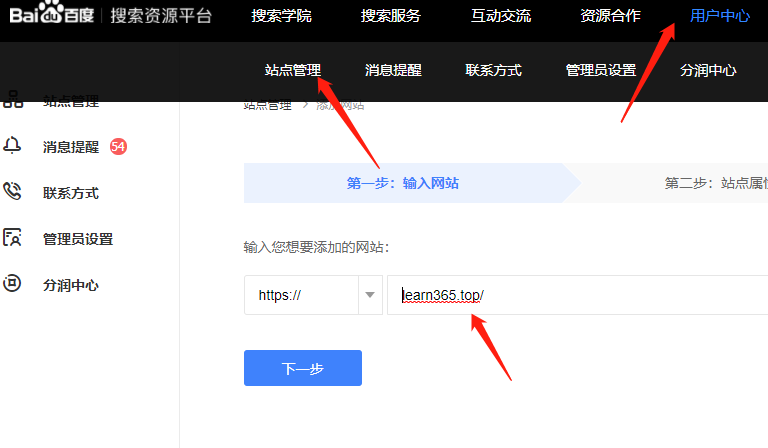 Bai百度 搜索资源平台 搜索学院 搜索服务 互动交流 资源合作 用户中心
站点管理 消息提醒 联系方式 管理员设置 分润中心
站点管理
站点管理 > 添加网站
消息提醒 54
联系方式
管理员设置
分润中心
第一步：输入网站 第二步：站点属
输入您想要添加的网站：
https:// learn365.top/
下一步